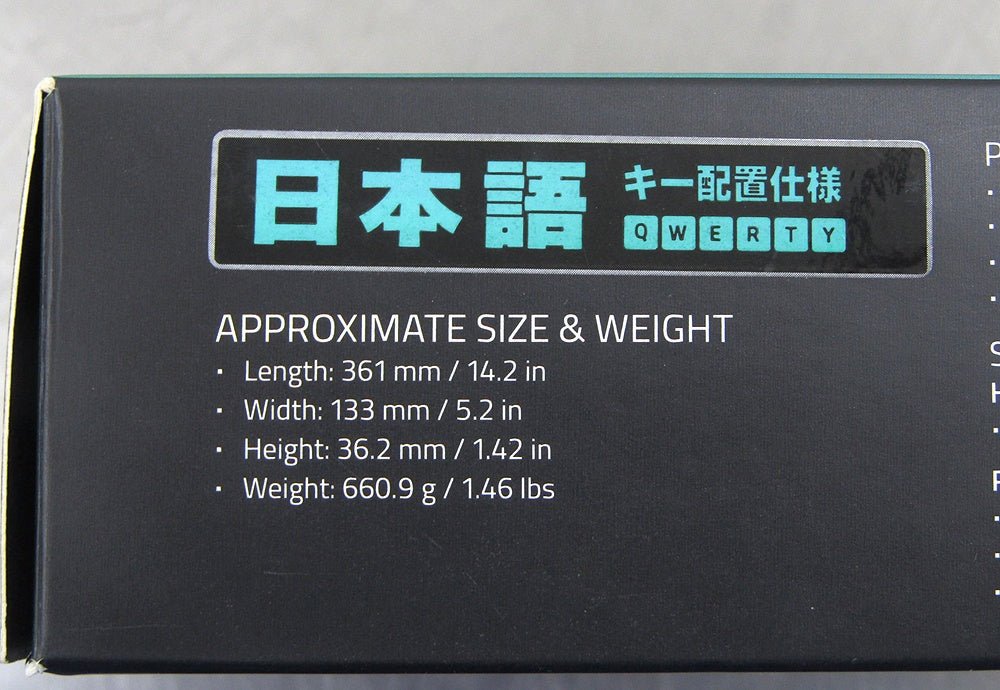 日本語 キー配置仕様
QWERTY
APPROXIMATE SIZE & WEIGHT
· Length: 361 mm / 14.2 in
· Width: 133 mm / 5.2 in
· Height: 36.2 mm / 1.42 in
· Weight: 660.9 g / 1.46 lbs